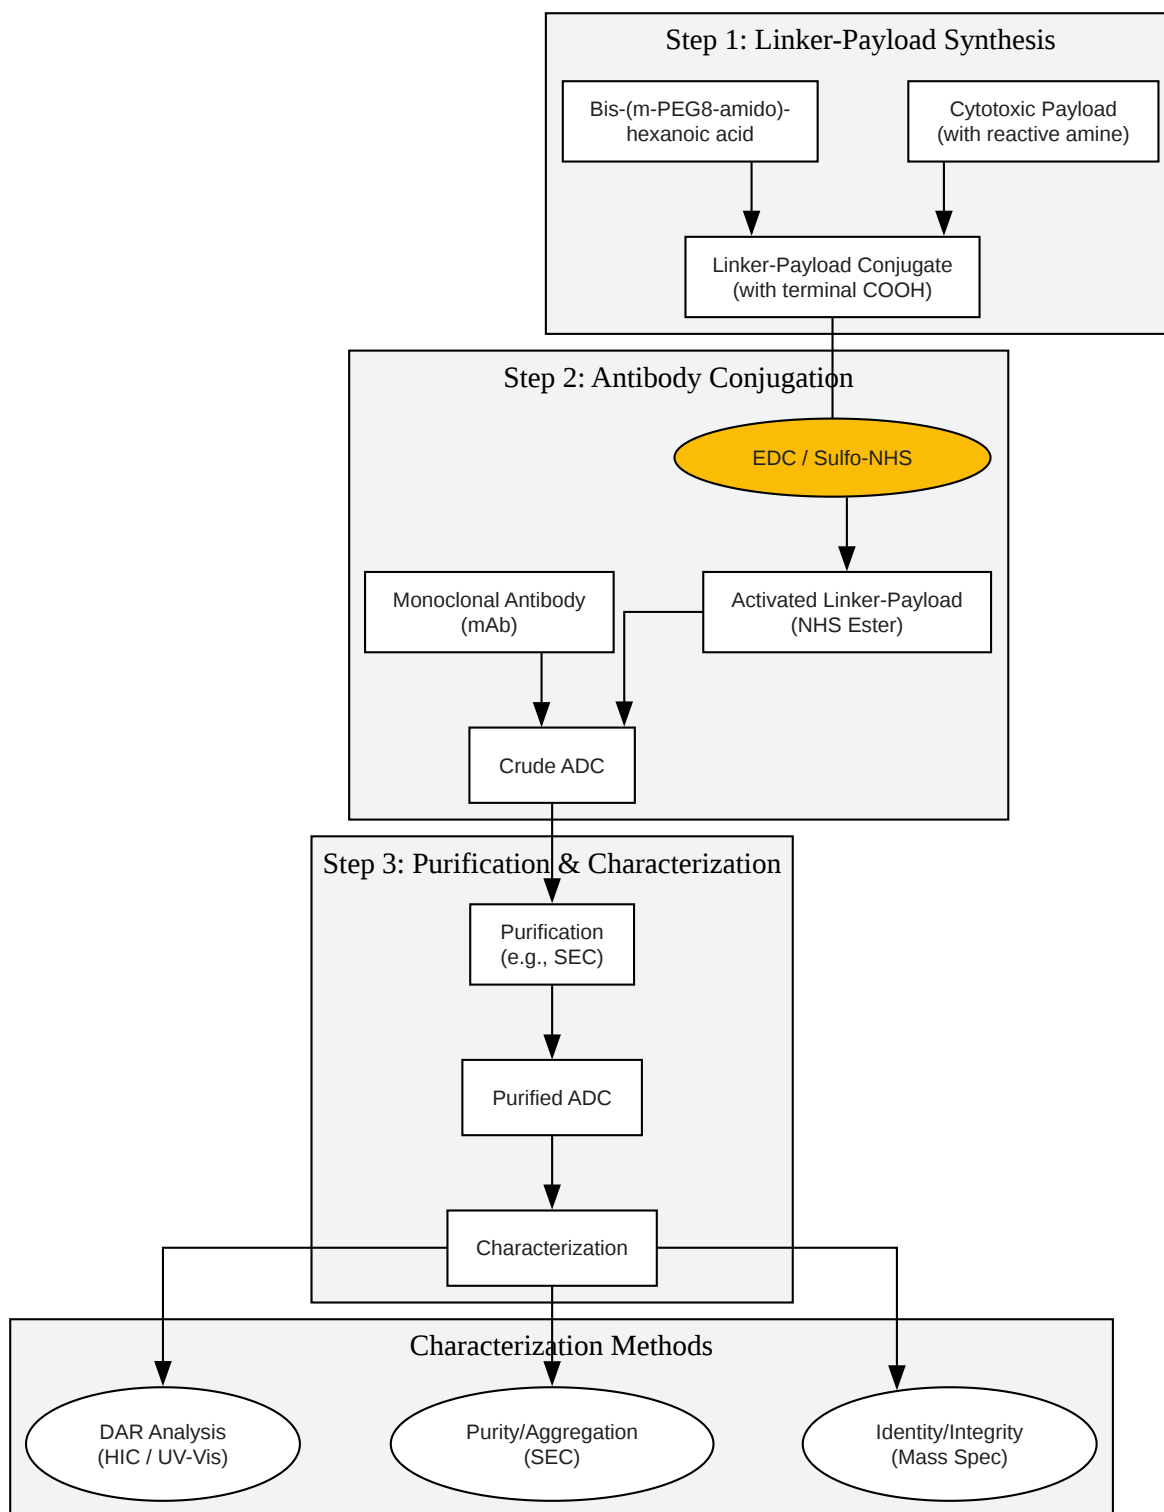 Step 1: Linker-Payload Synthesis
Bis-(m-PEG8-amido)-
hexanoic acid
Cytotoxic Payload
(with reactive amine)
Linker-Payload Conjugate
(with terminal COOH)
Step 2: Antibody Conjugation
EDC / Sulfo-NHS
Monoclonal Antibody
(mAb)
Activated Linker-Payload
(NHS Ester)
Crude ADC
Step 3: Purification & Characterization
Purification
(e.g., SEC)
Purified ADC
Characterization
Characterization Methods
DAR Analysis
(HIC / UV-Vis)
Purity/Aggregation
(SEC)
Identity/Integrity
(Mass Spec)